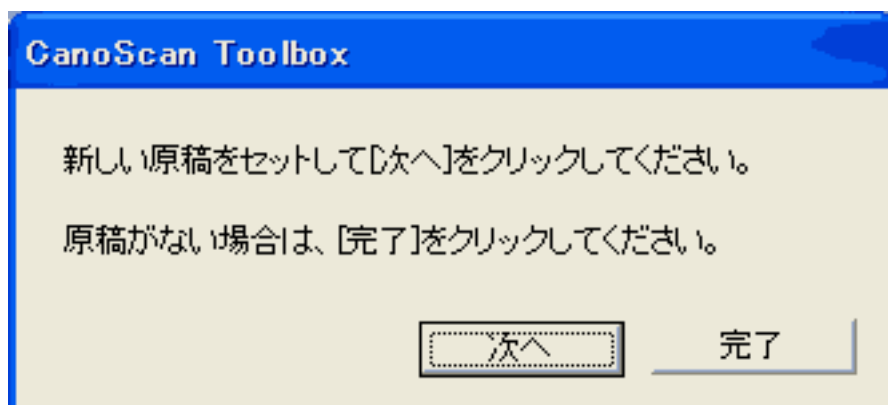 CanoScan Toolbox
新しい原稿をセットして[次へ]をクリックしてください。
原稿がない場合は、[完了]をクリックしてください。
次へ
完了